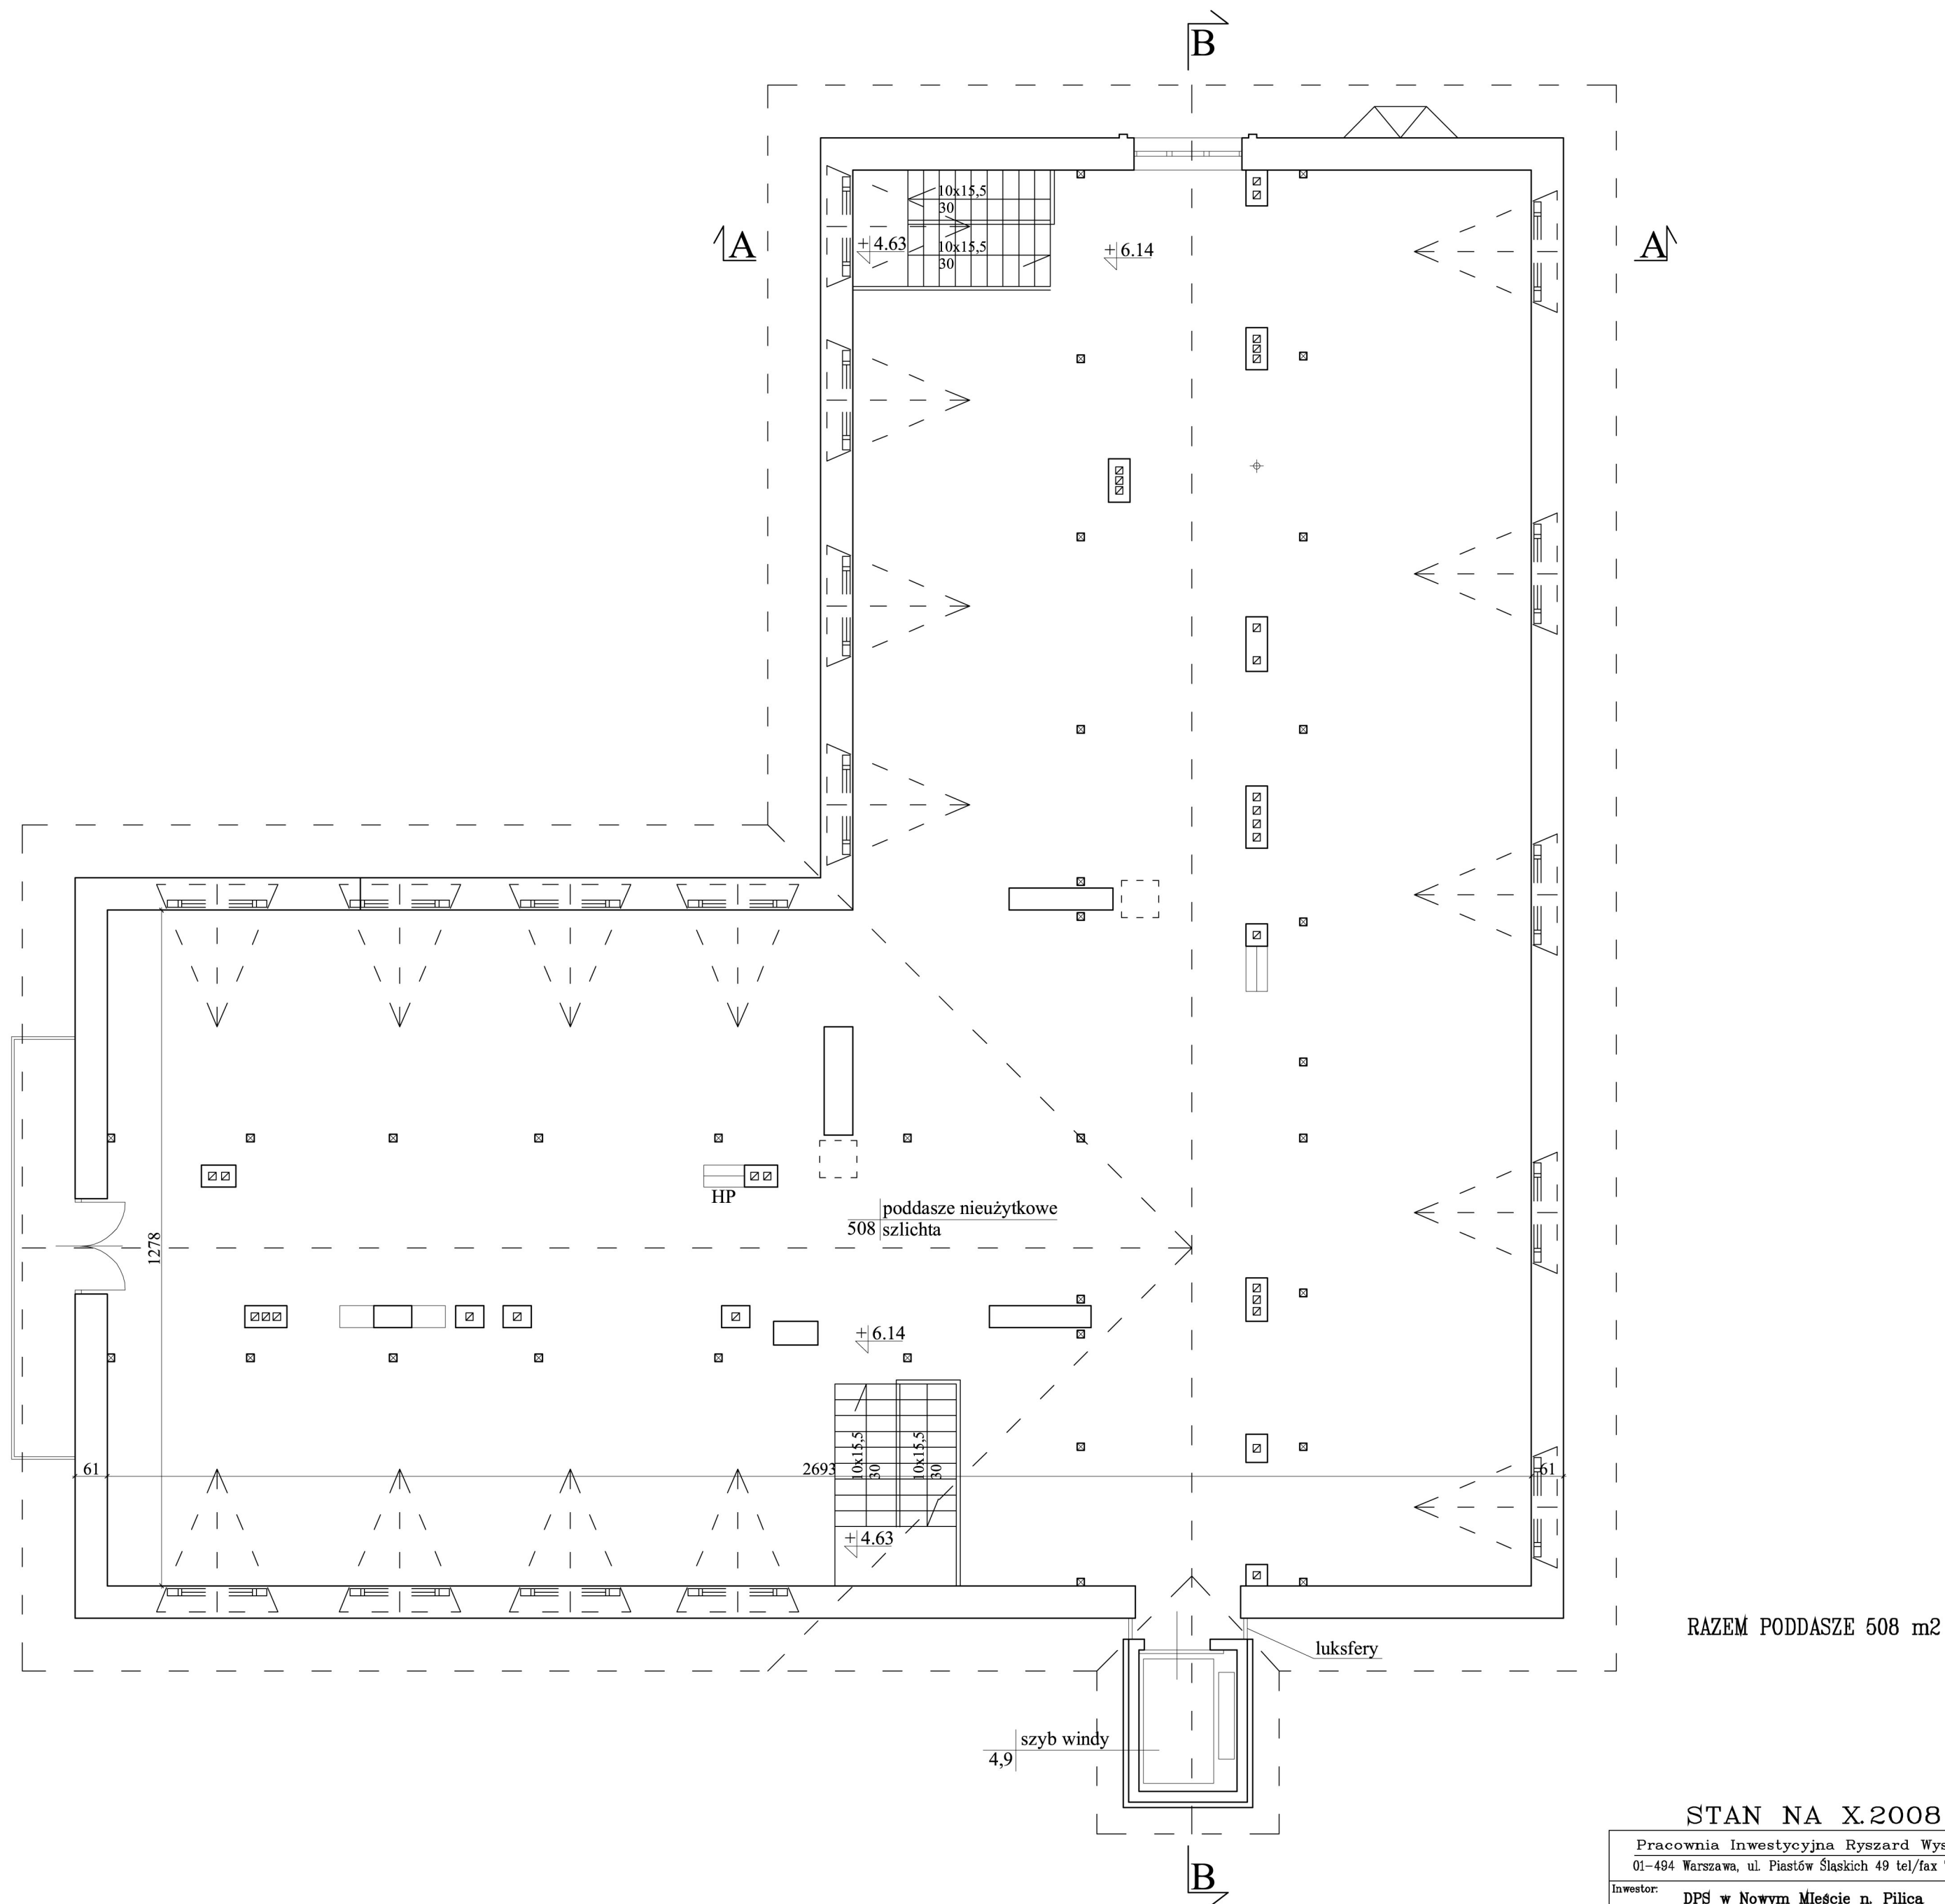 B
10x15,5
30
A
+ 4.63
10x15,5
30
+ 6.14
A
HP
poddasze nieużytkowe
508 szlichta
1278
+ 6.14
10x15,5
30
10x15,5
30
61
2693
61
+ 4.63
RAZEM PODDASZE 508 m2
luksfery
szyb windy
4,9
STAN NA X.2008
Pracownia Inwestycyjna Ryszard Wys
01-494 Warszawa, ul. Piastów Śląskich 49 tel/fax
Inwestor:
DPS w Nowym Mieście n. Pilica
B